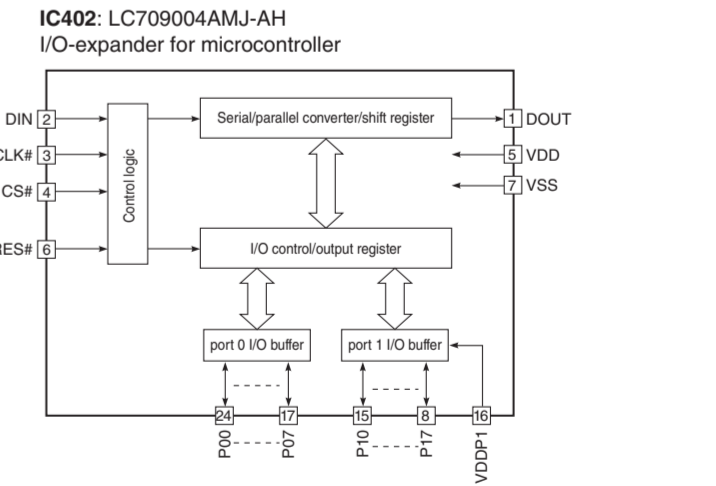 IC402: LC709004AMJ-AH
I/O-expander for microcontroller
DIN 2
Serial/parallel converter/shift register
1 DOUT
CLK# 3
5 VDD
CS# 4
7 VSS
Control logic
RES# 6
I/O control/output register
port 0 I/O buffer
port 1 I/O buffer
24
17
15
8
16
P00
P07
P10
P17
VDDP1